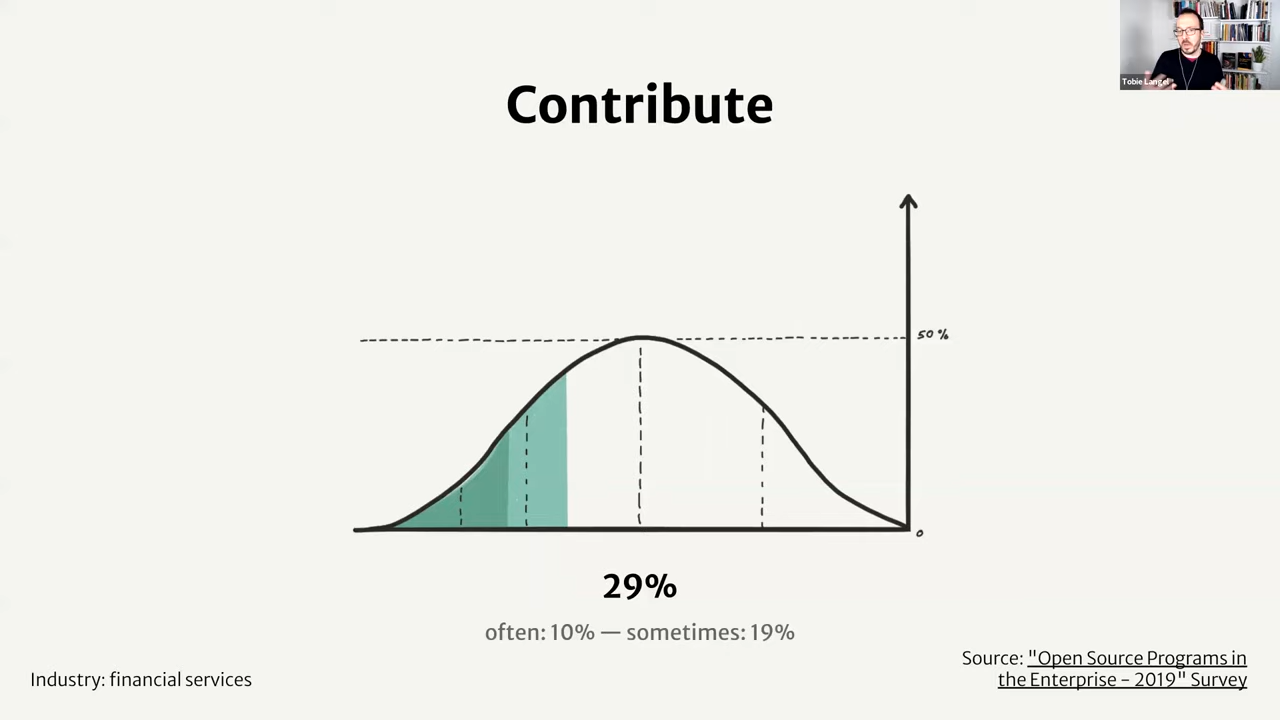 Tobie Langel
Contribute
50%
0
29%
often: 10% — sometimes: 19%
Industry: financial services
Source: "Open Source Programs in
the Enterprise - 2019" Survey